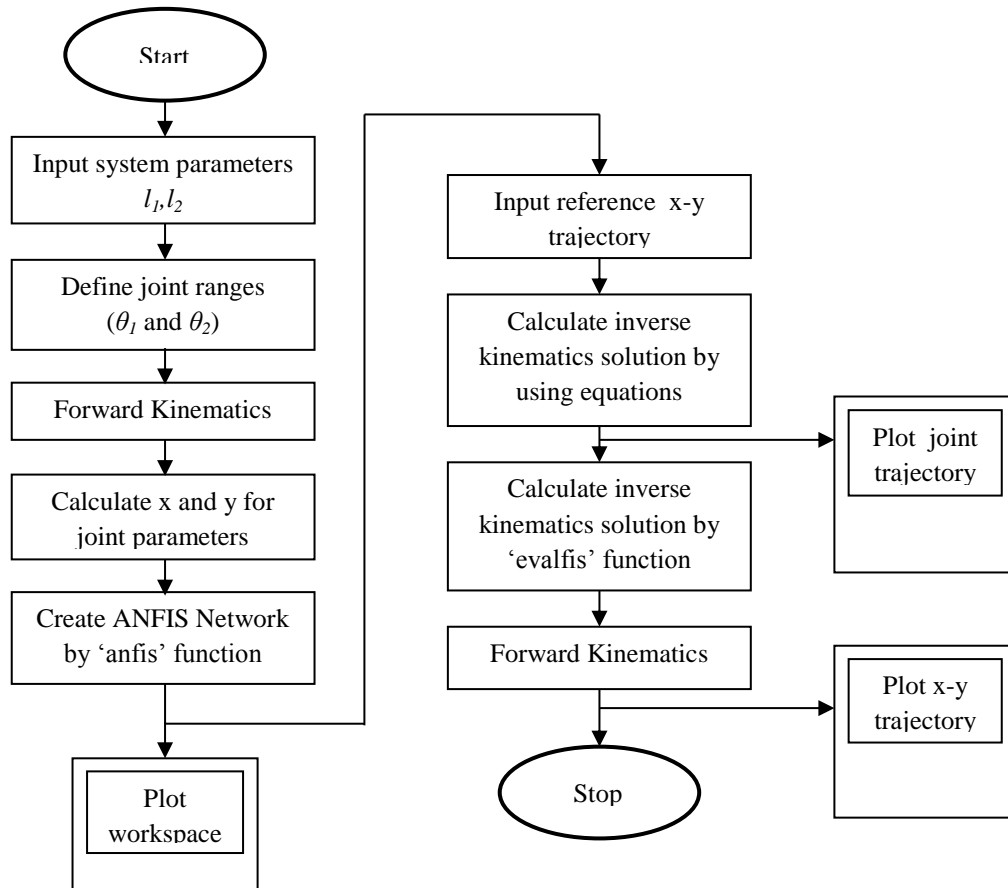 Start
Input system parameters
l1,l2
Define joint ranges
(θ1 and θ2)
Forward Kinematics
Calculate x and y for
joint parameters
Create ANFIS Network
by ‘anfis’ function
Plot
workspace
Input reference x-y
trajectory
Calculate inverse
kinematics solution by
using equations
Plot joint
trajectory
Calculate inverse
kinematics solution by
‘evalfis’ function
Forward Kinematics
Plot x-y
trajectory
Stop